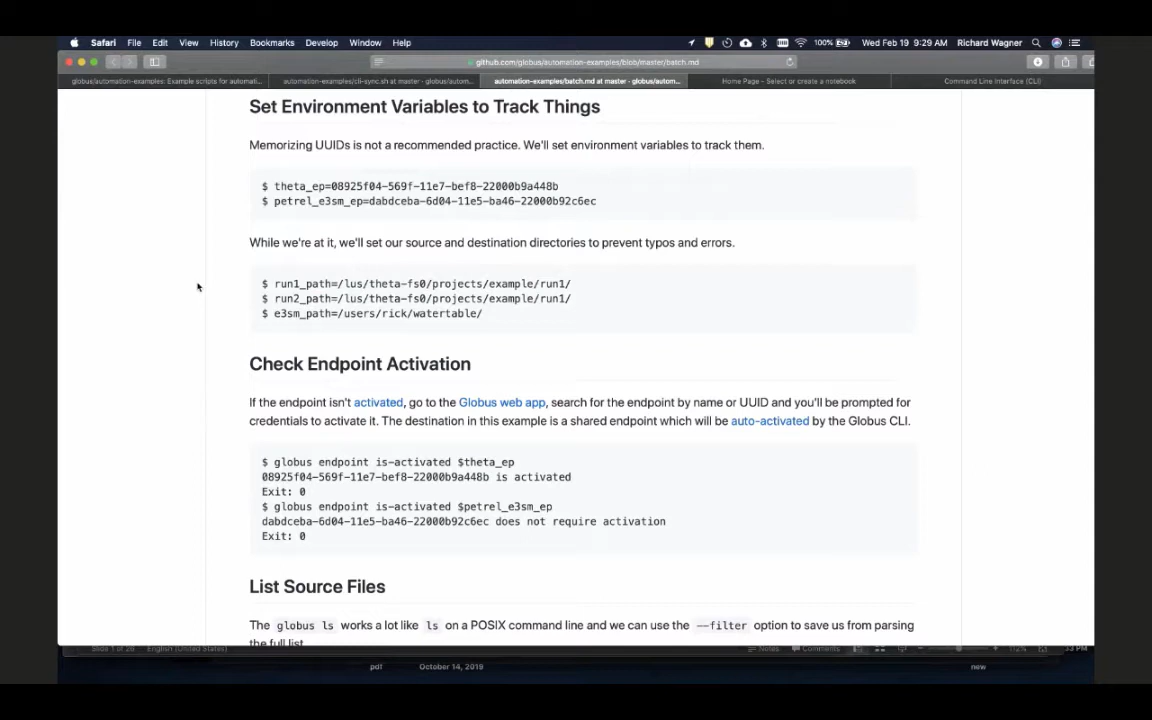 Safari File Edit View History Bookmarks Develop Window Help 100% Wed Feb 19 9:29 AM Richard Wagner
github.com/globus/automation-examples/blob/master/batch.md
globus/automation-examples: Example scripts for automati... automation-examples/cli-sync.sh at master · globus/autom... automation-examples/batch.md at master · globus/autom... Home Page - Select or create a notebook Command Line Interface (CLI)
Set Environment Variables to Track Things
Memorizing UUIDs is not a recommended practice. We'll set environment variables to track them.
$ theta_ep=08925f04-569f-11e7-bef8-22000b9a448b
$ petrel_e3sm_ep=dabdceba-6d04-11e5-ba46-22000b92c6ec
While we're at it, we'll set our source and destination directories to prevent typos and errors.
$ run1_path=/lus/theta-fs0/projects/example/run1/
$ run2_path=/lus/theta-fs0/projects/example/run1/
$ e3sm_path=/users/rick/watertable/
Check Endpoint Activation
If the endpoint isn't activated, go to the Globus web app, search for the endpoint by name or UUID and you'll be prompted for
credentials to activate it. The destination in this example is a shared endpoint which will be auto-activated by the Globus CLI.
$ globus endpoint is-activated $theta_ep
08925f04-569f-11e7-bef8-22000b9a448b is activated
Exit: 0
$ globus endpoint is-activated $petrel_e3sm_ep
dabdceba-6d04-11e5-ba46-22000b92c6ec does not require activation
Exit: 0
List Source Files
The globus ls works a lot like ls on a POSIX command line and we can use the --filter option to save us from parsing
the full list.
Slide 1 of 26 English (United States) Notes Comments 112%
pdf October 14, 2019 new